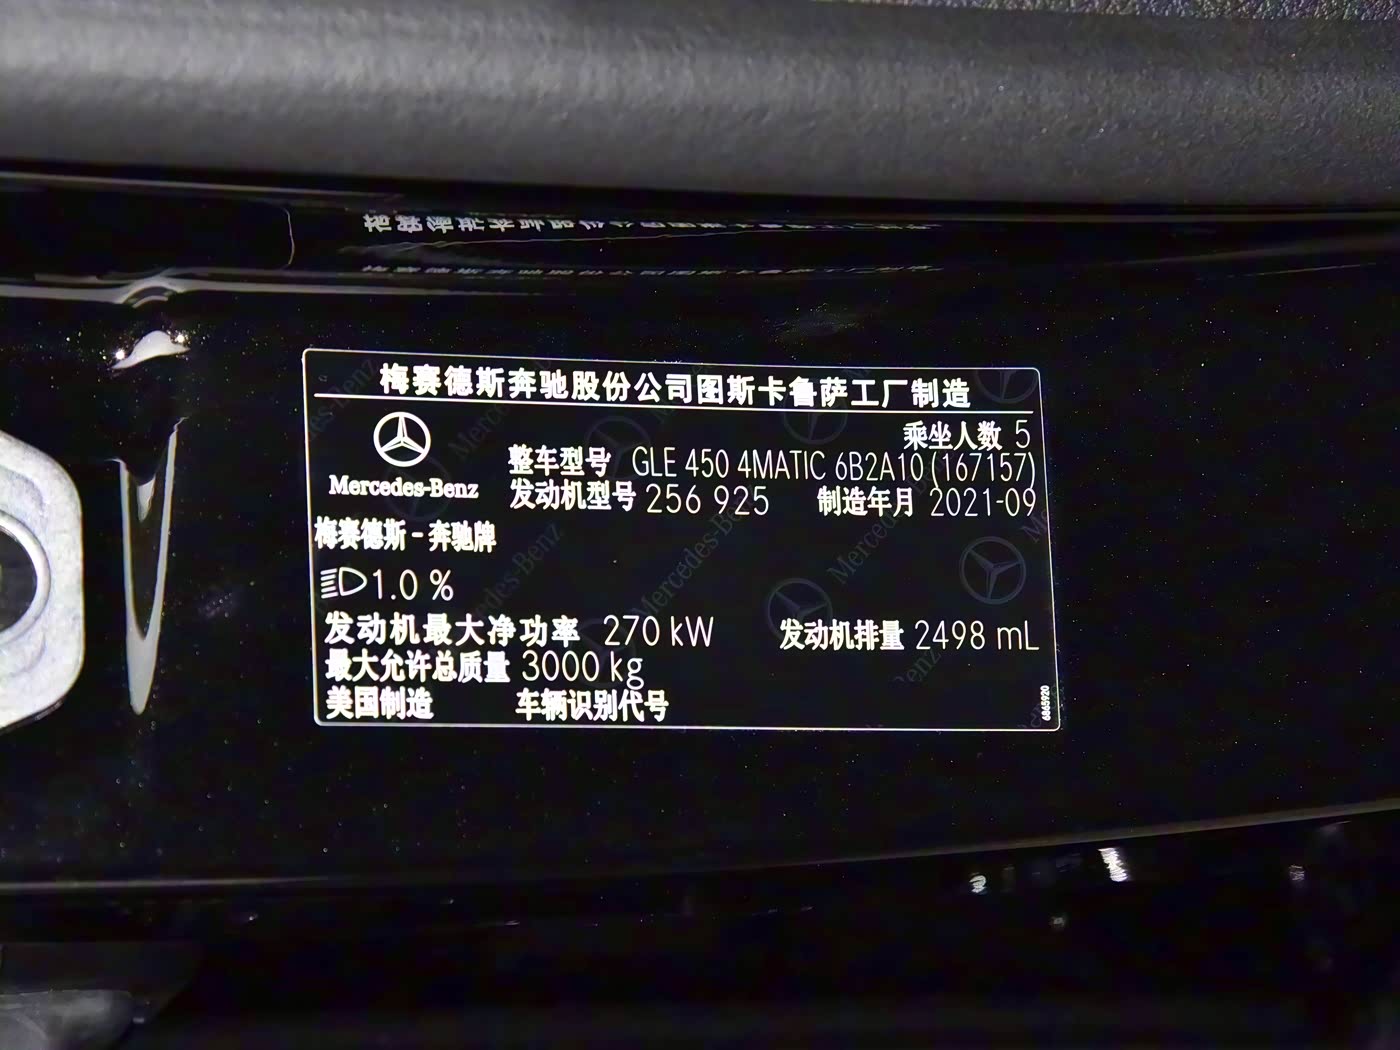 梅赛德斯奔驰股份公司图斯卡鲁萨工厂制造
乘坐人数 5
Mercedes-Benz
整车型号 GLE 450 4MATIC 6B2A10 (167157)
发动机型号 256 925 制造年月 2021-09
梅赛德斯-奔驰牌
1.0 %
发动机最大净功率 270 kW 发动机排量 2498 mL
最大允许总质量 3000 kg
美国制造 车辆识别代号
6865920